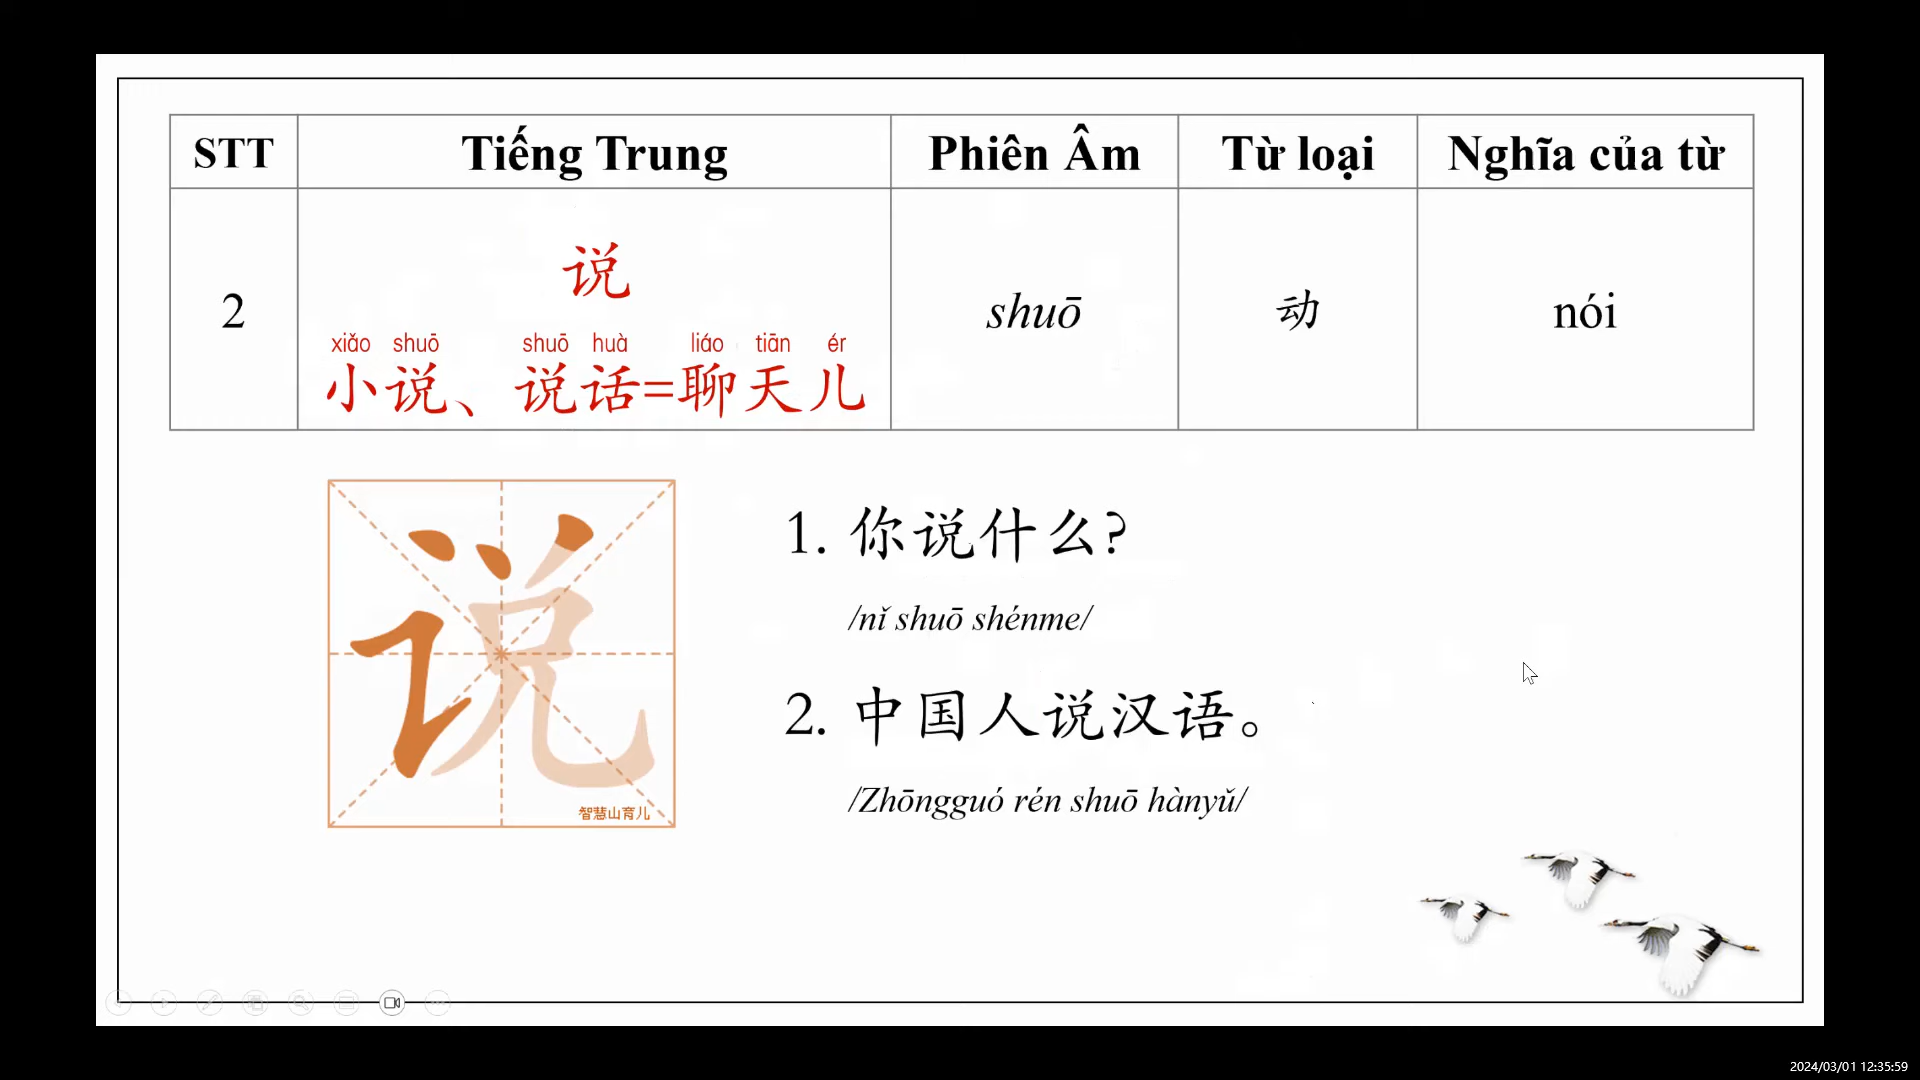 STT Tiếng Trung Phiên Âm Từ loại Nghĩa của từ
说
2 shuō 动 nói
xiǎo shuō shuō huà liáo tiān ér
小说、说话=聊天儿
说
智慧山育儿
1. 你说什么?
/nǐ shuō shénme/
2. 中国人说汉语。
/Zhōngguó rén shuō hànyǔ/
2024/03/01 12:35:59